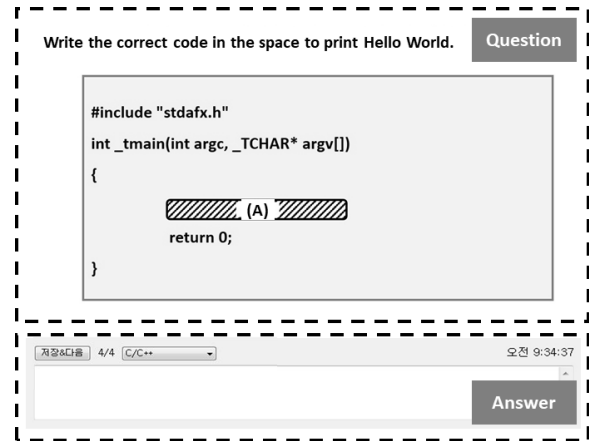 Write the correct code in the space to print Hello World.
Question
#include "stdafx.h"
int _tmain(int argc, _TCHAR* argv[])
{
(A)
return 0;
}
저장&다음 4/4 C/C++ 오전 9:34:37
Answer